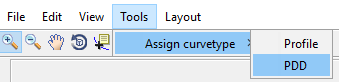 File Edit View Tools Layout
Assign curvetype > Profile
PDD